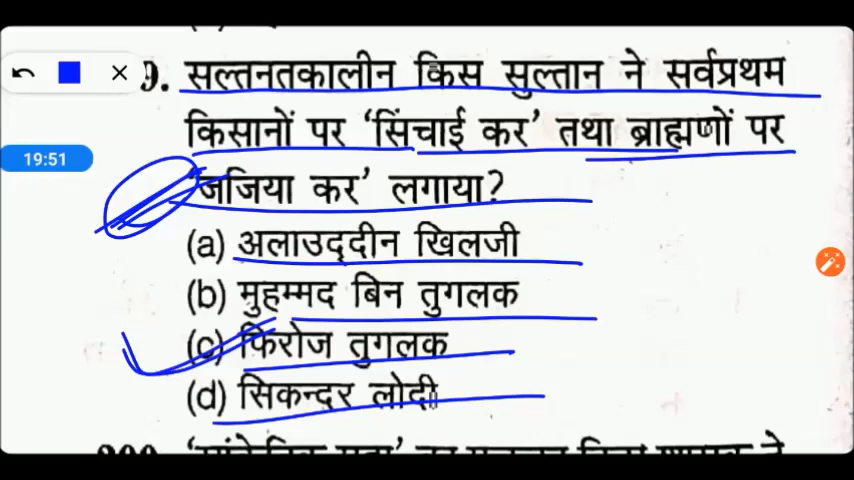 9. सल्तनतकालीन किस सुल्तान ने सर्वप्रथम
किसानों पर ‘सिंचाई कर’ तथा ब्राह्मणों पर
19:51
‘जजिया कर’ लगाया?
(a) अलाउद्दीन खिलजी
(b) मुहम्मद बिन तुगलक
(c) फिरोज तुगलक
(d) सिकन्दर लोदी